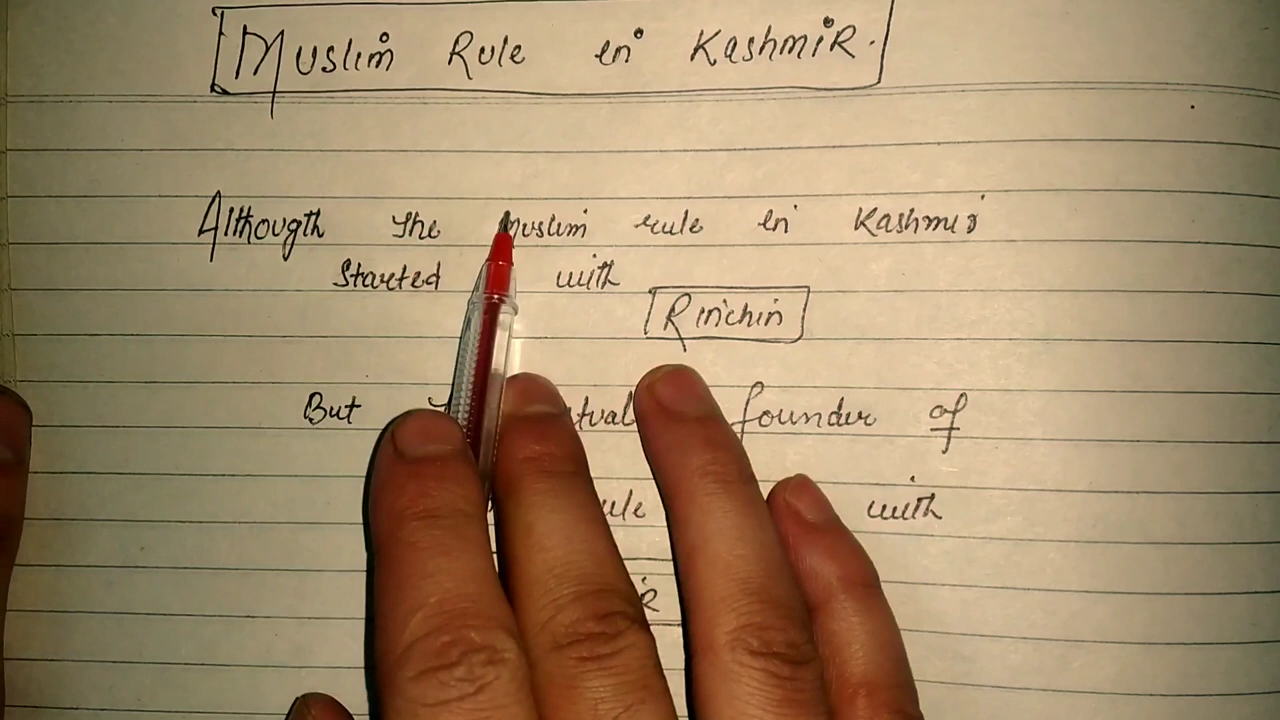 Muslim Rule in Kashmir.
Althougth The Muslim rule in Kashmir
Started with
Rinchin
But founder of
with